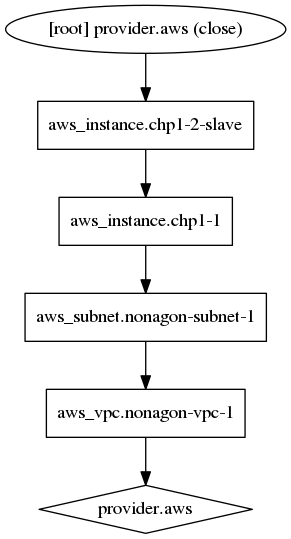 [root] provider.aws (close)
aws_instance.chp1-2-slave
aws_instance.chp1-1
aws_subnet.nonagon-subnet-1
aws_vpc.nonagon-vpc-1
provider.aws